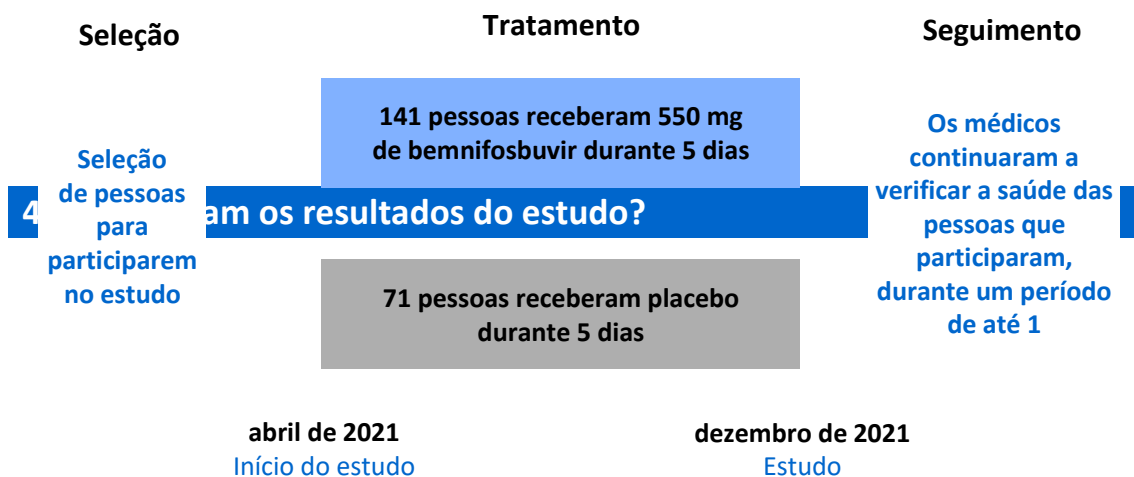 Seleção
Tratamento
Seguimento
141 pessoas receberam 550 mg
de bemnifosbuvir durante 5 dias
Seleção
de pessoas
para
participarem
no estudo
Os médicos
continuaram a
verificar a saúde das
pessoas que
participaram,
durante um período
de até 1
4
am os resultados do estudo?
71 pessoas receberam placebo
durante 5 dias
abril de 2021
Início do estudo
dezembro de 2021
Estudo